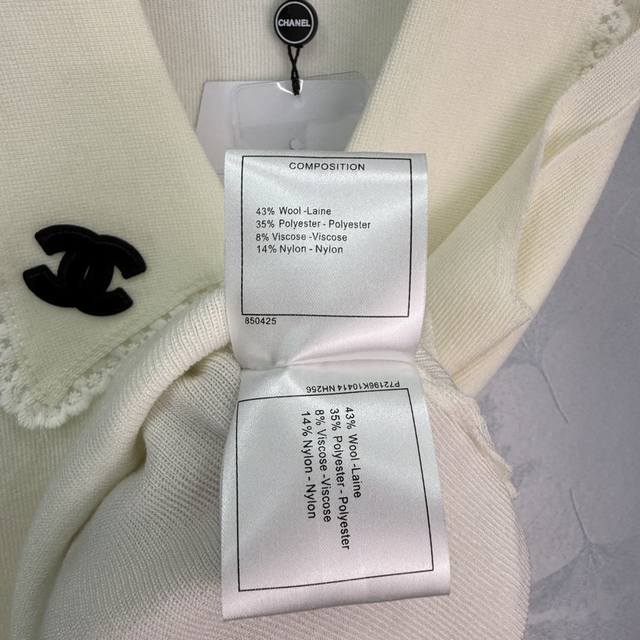 CHANEL
COMPOSITION
43% Wool -Laine
35% Polyester - Polyester
8% Viscose -Viscose
14% Nylon - Nylon
850425
P72196K10414 NH256
43% Wool -Laine
35% Polyester - Polyester
8% Viscose -Viscose
14% Nylon - Nylon